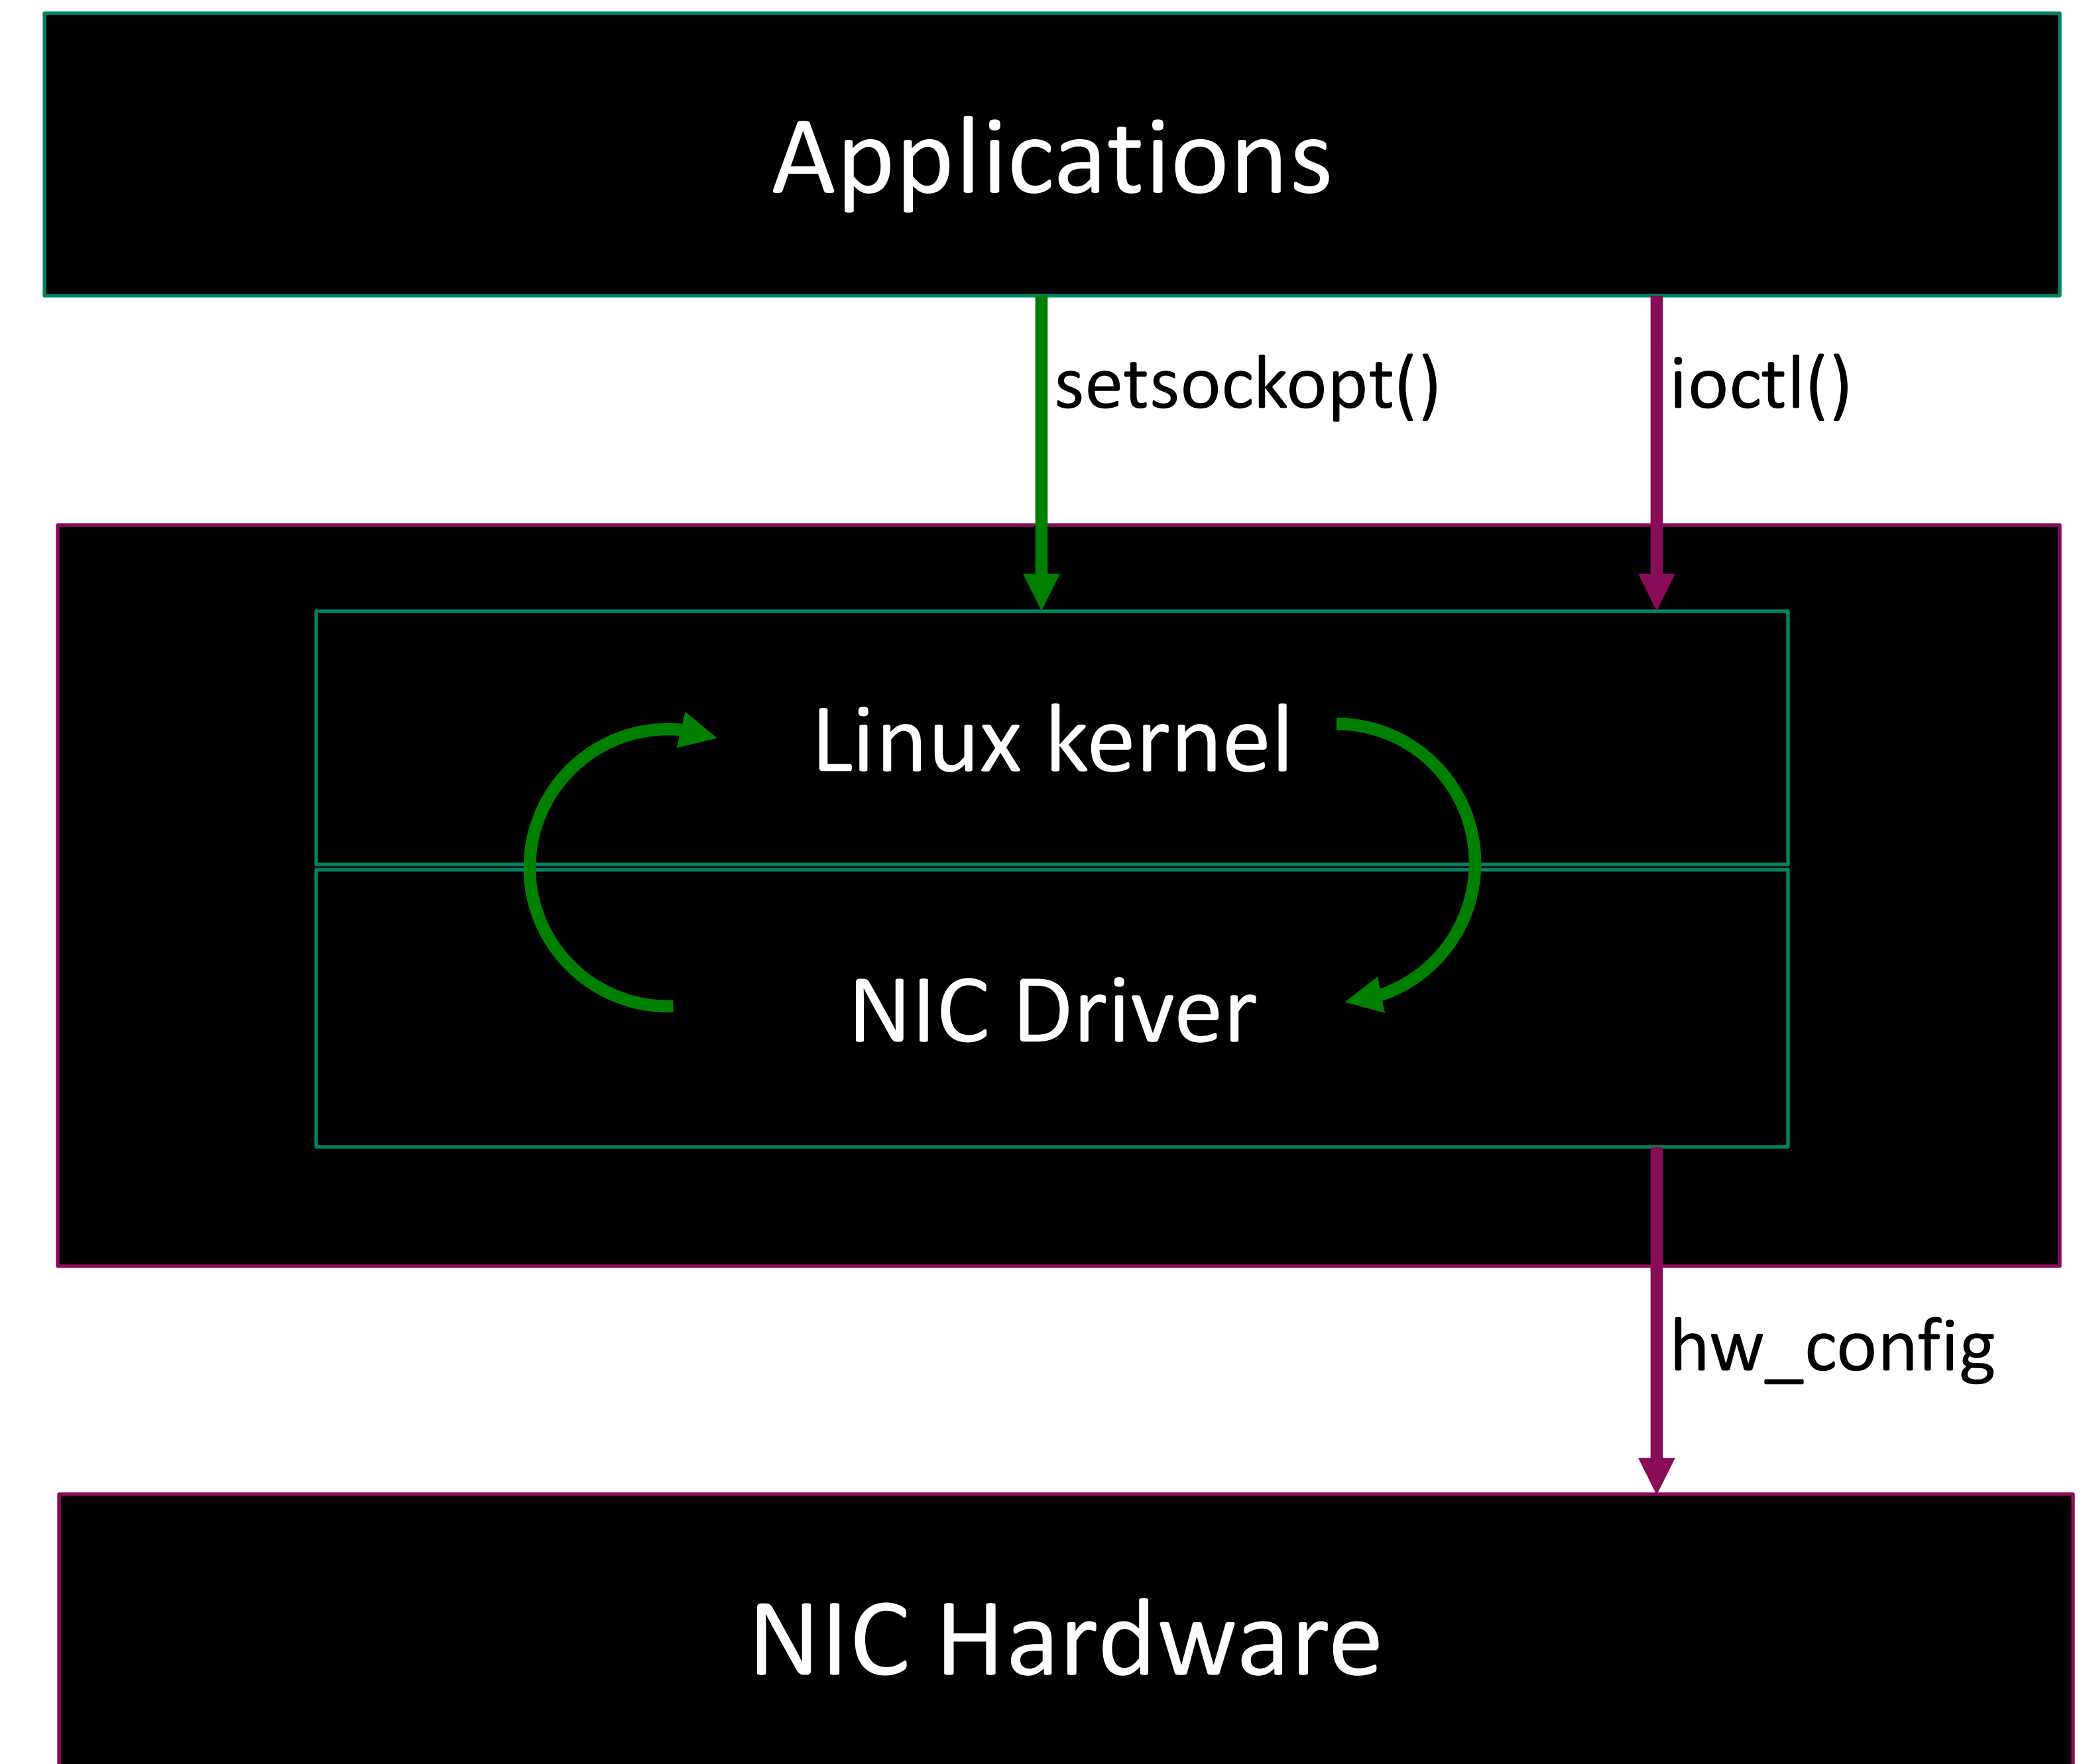 Applications
setsockopt()
ioctl()
Linux kernel
NIC Driver
hw_config
NIC Hardware